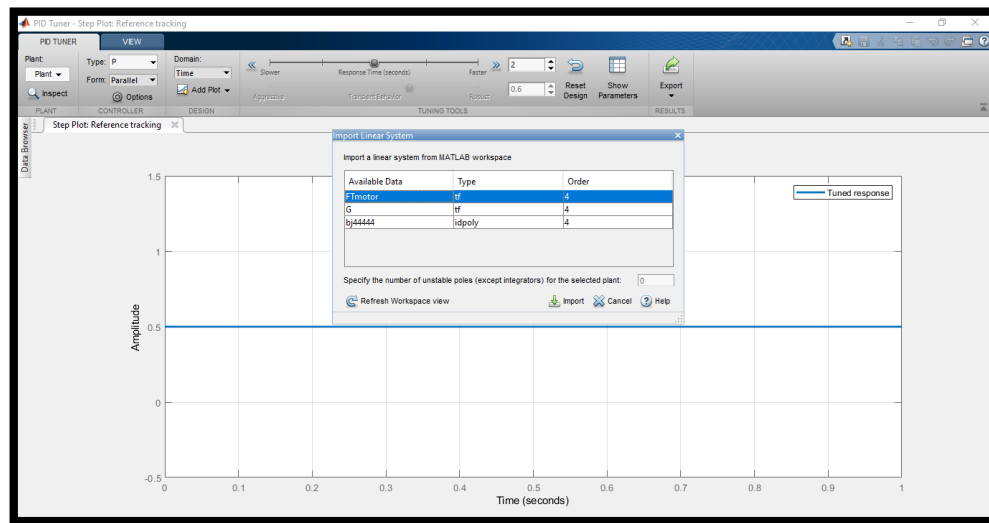 PID Tuner - Step Plot: Reference tracking
PID TUNER VIEW
Plant:
Plant
Inspect
PLANT
Type: P
Form: Parallel
Options
CONTROLLER
Domain:
Time
Add Plot
DESIGN
Slower Response Time (seconds) Faster 2
Aggressive Transient Behavior Robust 0.6
TUNING TOOLS
Reset Design
Show Parameters
Export
RESULTS
Data Browser
Step Plot: Reference tracking
Import Linear System
Import a linear system from MATLAB workspace
Available Data Type Order
FTmotor tf 4
G tf 4
bj44444 idpoly 4
Specify the number of unstable poles (except integrators) for the selected plant: 0
Refresh Workspace view Import Cancel Help
Tuned response
Amplitude
1.5
1
0.5
0
-0.5
0 0.1 0.2 0.3 0.4 0.5 0.6 0.7 0.8 0.9 1
Time (seconds)